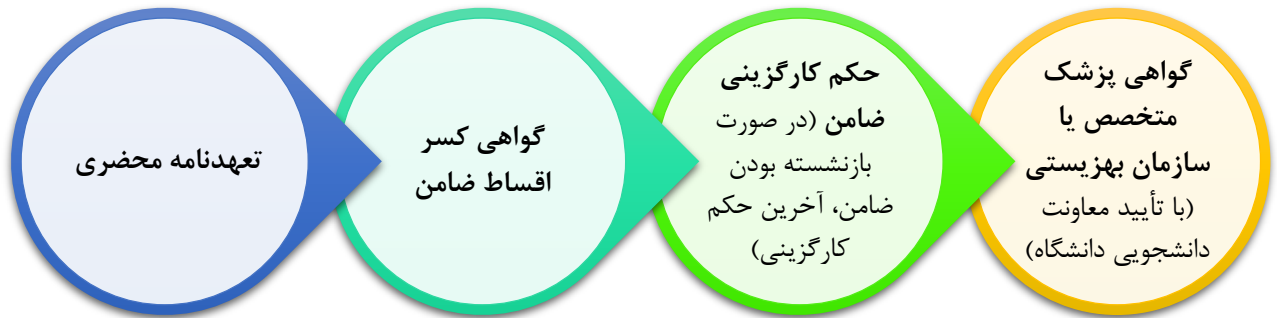 تعهدنامه محضری
گواهی کسر
اقساط ضامن
حکم کارگزینی
ضامن (در صورت
بازنشسته بودن
ضامن، آخرین حکم
کارگزینی)
گواهی پزشک
متخصص یا
سازمان بهزیستی
(با تأیید معاونت
دانشجویی دانشگاه)